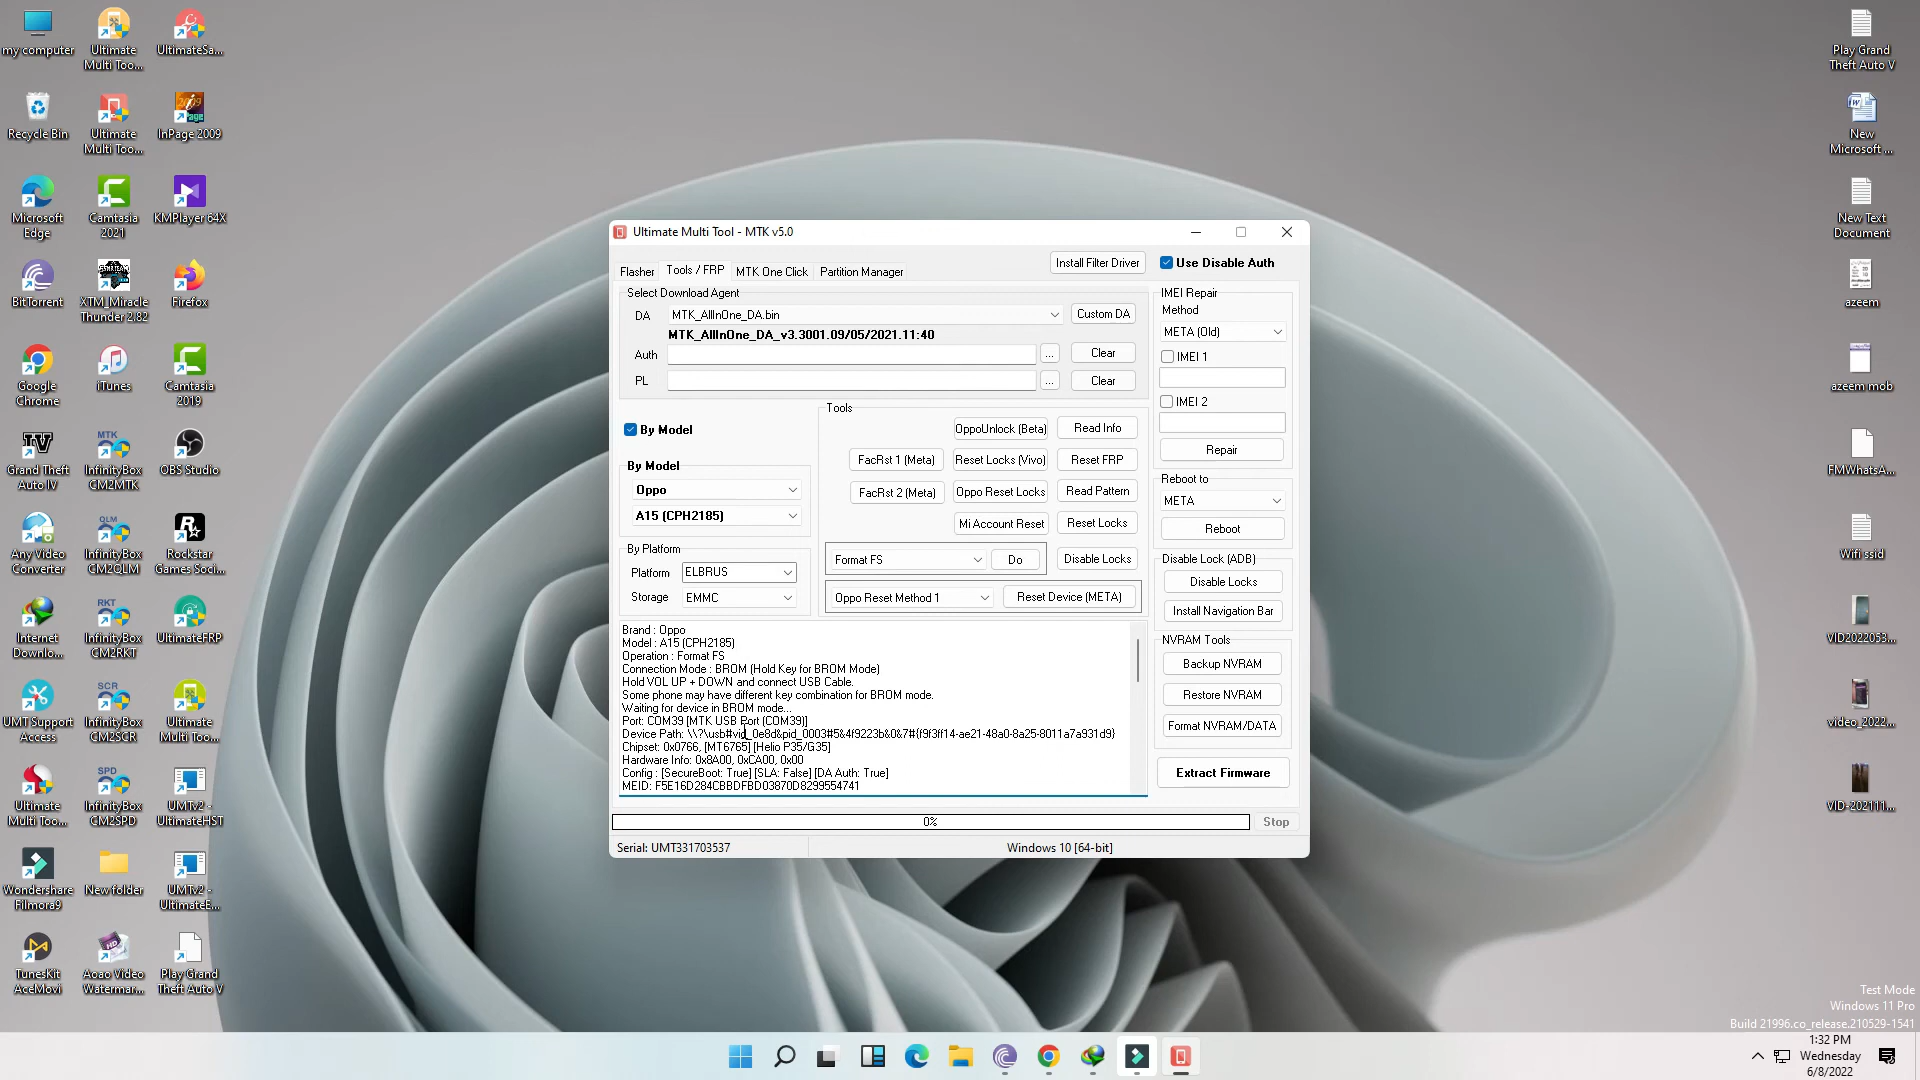 my computer
Ultimate
Multi Too...
UltimateSa...
Recycle Bin
Ultimate
Multi Too...
InPage 2009
Microsoft
Edge
Camtasia
2021
KMPlayer 64X
BitTorrent
XTM_Miracle
Thunder 2.82
Firefox
Google
Chrome
iTunes
Camtasia
2019
Grand Theft
Auto IV
InfinityBox
CM2MTK
OBS Studio
Any Video
Converter
InfinityBox
CM2QLM
Rockstar
Games Soci...
Internet
Downlo...
InfinityBox
CM2RKT
UltimateFRP
UMT Support
Access
InfinityBox
CM2SCR
Ultimate
Multi Too...
Ultimate
Multi Too...
InfinityBox
CM2SPD
UMTv2 -
UltimateHST
Wondershare
Filmora9
New folder
UMTv2 -
UltimateE...
TunesKit
AceMovi
Aoao Video
Watermar...
Play Grand
Theft Auto V
Ultimate Multi Tool - MTK v5.0
Flasher
Tools / FRP
MTK One Click
Partition Manager
Install Filter Driver
Use Disable Auth
Select Download Agent
DA
MTK_AllInOne_DA.bin
Custom DA
MTK_AllInOne_DA_v3.3001.09/05/2021.11:40
Auth
...
Clear
PL
...
Clear
By Model
By Model
Oppo
A15 (CPH2185)
By Platform
Platform
ELBRUS
Storage
EMMC
Tools
OppoUnlock (Beta)
Read Info
FacRst 1 (Meta)
Reset Locks (Vivo)
Reset FRP
FacRst 2 (Meta)
Oppo Reset Locks
Read Pattern
Mi Account Reset
Reset Locks
Format FS
Do
Disable Locks
Oppo Reset Method 1
Reset Device (META)
IMEI Repair
Method
META (Old)
IMEI 1
IMEI 2
Repair
Reboot to
META
Reboot
Disable Lock (ADB)
Disable Locks
Install Navigation Bar
NVRAM Tools
Backup NVRAM
Restore NVRAM
Format NVRAM/DATA
Extract Firmware
Brand : Oppo
Model : A15 (CPH2185)
Operation : Format FS
Connection Mode : BROM (Hold Key for BROM Mode)
Hold VOL UP + DOWN and connect USB Cable.
Some phone may have different key combination for BROM mode.
Waiting for device in BROM mode...
Port: COM39 [MTK USB Port (COM39)]
Device Path: \\?\usb#vid_0e8d&pid_0003#5&4f9223b&0&7#{f9f3ff14-ae21-48a0-8a25-8011a7a931d9}
Chipset: 0x0766, [MT6765] [Helio P35/G35]
Hardware Info: 0x8A00, 0xCA00, 0x00
Config : [SecureBoot: True] [SLA: False] [DA Auth: True]
MEID: F5E16D284CBBDFBD03870D8299554741
0%
Stop
Serial: UMT331703537
Windows 10 [64-bit]
Play Grand
Theft Auto V
New
Microsoft ...
New Text
Document
azeem
azeem mob
FMWhatsA...
Wifi ssid
VID2022053...
video_2022...
VID-202111...
Test Mode
Windows 11 Pro
Build 21996.co_release.210529-1541
1:32 PM
Wednesday
6/8/2022